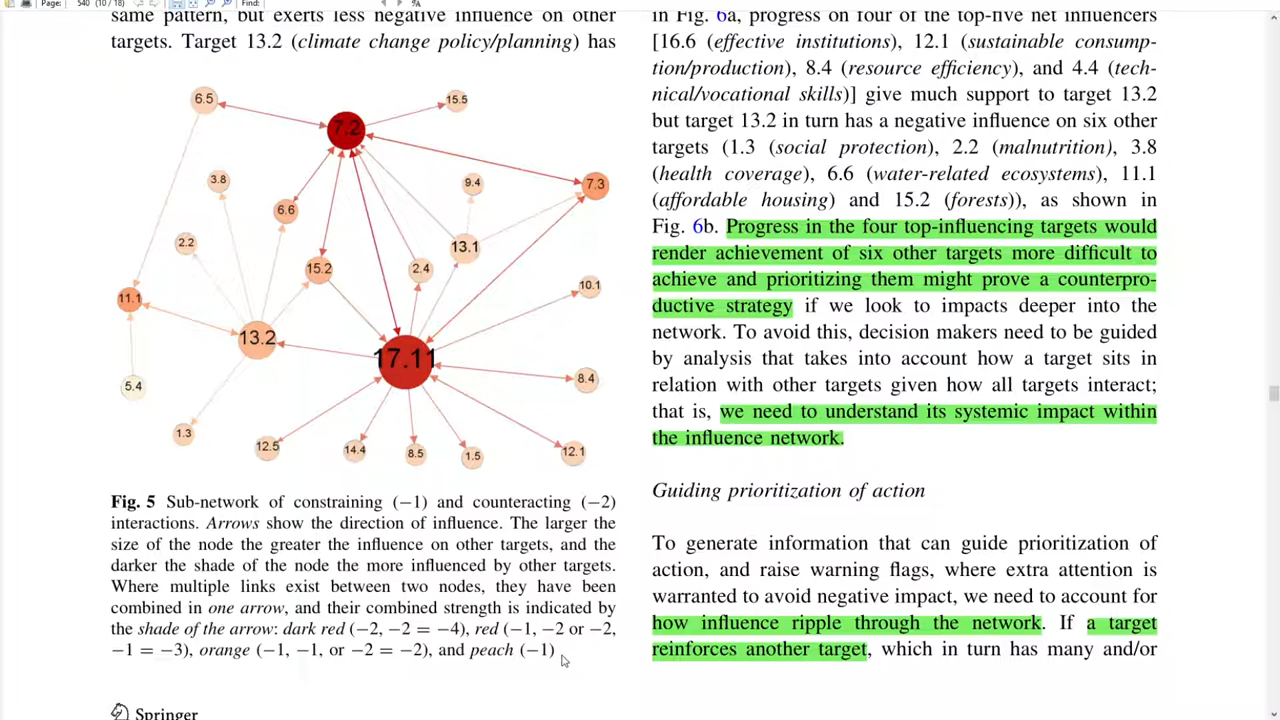 Page: 540 (10 / 18) Find:
same pattern, but exerts less negative influence on other
targets. Target 13.2 (climate change policy/planning) has
6.5
7.2
15.5
3.8
9.4
7.3
6.6
2.2
13.1
15.2
2.4
11.1
10.1
13.2
17.11
5.4
8.4
1.3
12.5
14.4
8.5
1.5
12.1
Fig. 5 Sub-network of constraining (−1) and counteracting (−2)
interactions. Arrows show the direction of influence. The larger the
size of the node the greater the influence on other targets, and the
darker the shade of the node the more influenced by other targets.
Where multiple links exist between two nodes, they have been
combined in one arrow, and their combined strength is indicated by
the shade of the arrow: dark red (−2, −2 = −4), red (−1, −2 or −2,
−1 = −3), orange (−1, −1, or −2 = −2), and peach (−1)
Springer
in Fig. 6a, progress on four of the top-five net influencers
[16.6 (effective institutions), 12.1 (sustainable consump-
tion/production), 8.4 (resource efficiency), and 4.4 (tech-
nical/vocational skills)] give much support to target 13.2
but target 13.2 in turn has a negative influence on six other
targets (1.3 (social protection), 2.2 (malnutrition), 3.8
(health coverage), 6.6 (water-related ecosystems), 11.1
(affordable housing) and 15.2 (forests)), as shown in
Fig. 6b. Progress in the four top-influencing targets would
render achievement of six other targets more difficult to
achieve and prioritizing them might prove a counterpro-
ductive strategy if we look to impacts deeper into the
network. To avoid this, decision makers need to be guided
by analysis that takes into account how a target sits in
relation with other targets given how all targets interact;
that is, we need to understand its systemic impact within
the influence network.
Guiding prioritization of action
To generate information that can guide prioritization of
action, and raise warning flags, where extra attention is
warranted to avoid negative impact, we need to account for
how influence ripple through the network. If a target
reinforces another target, which in turn has many and/or